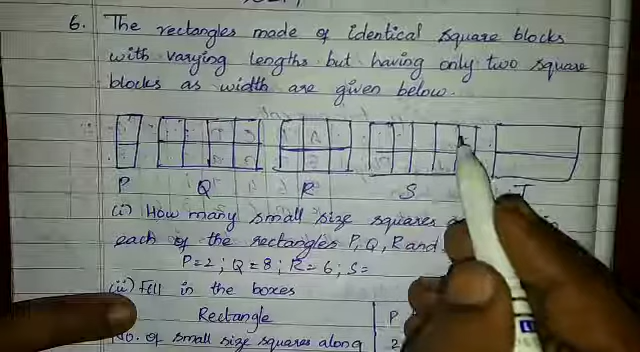 6. The rectangles made of identical square blocks
with varying lengths but having only two square
blocks as width are given below.
P Q R S T
(i) How many small size squares
each of the rectangles P, Q, R and
P=2; Q=8; R=6; S=
(ii) Fill in the boxes
Rectangle P
No. of small size squares along 2